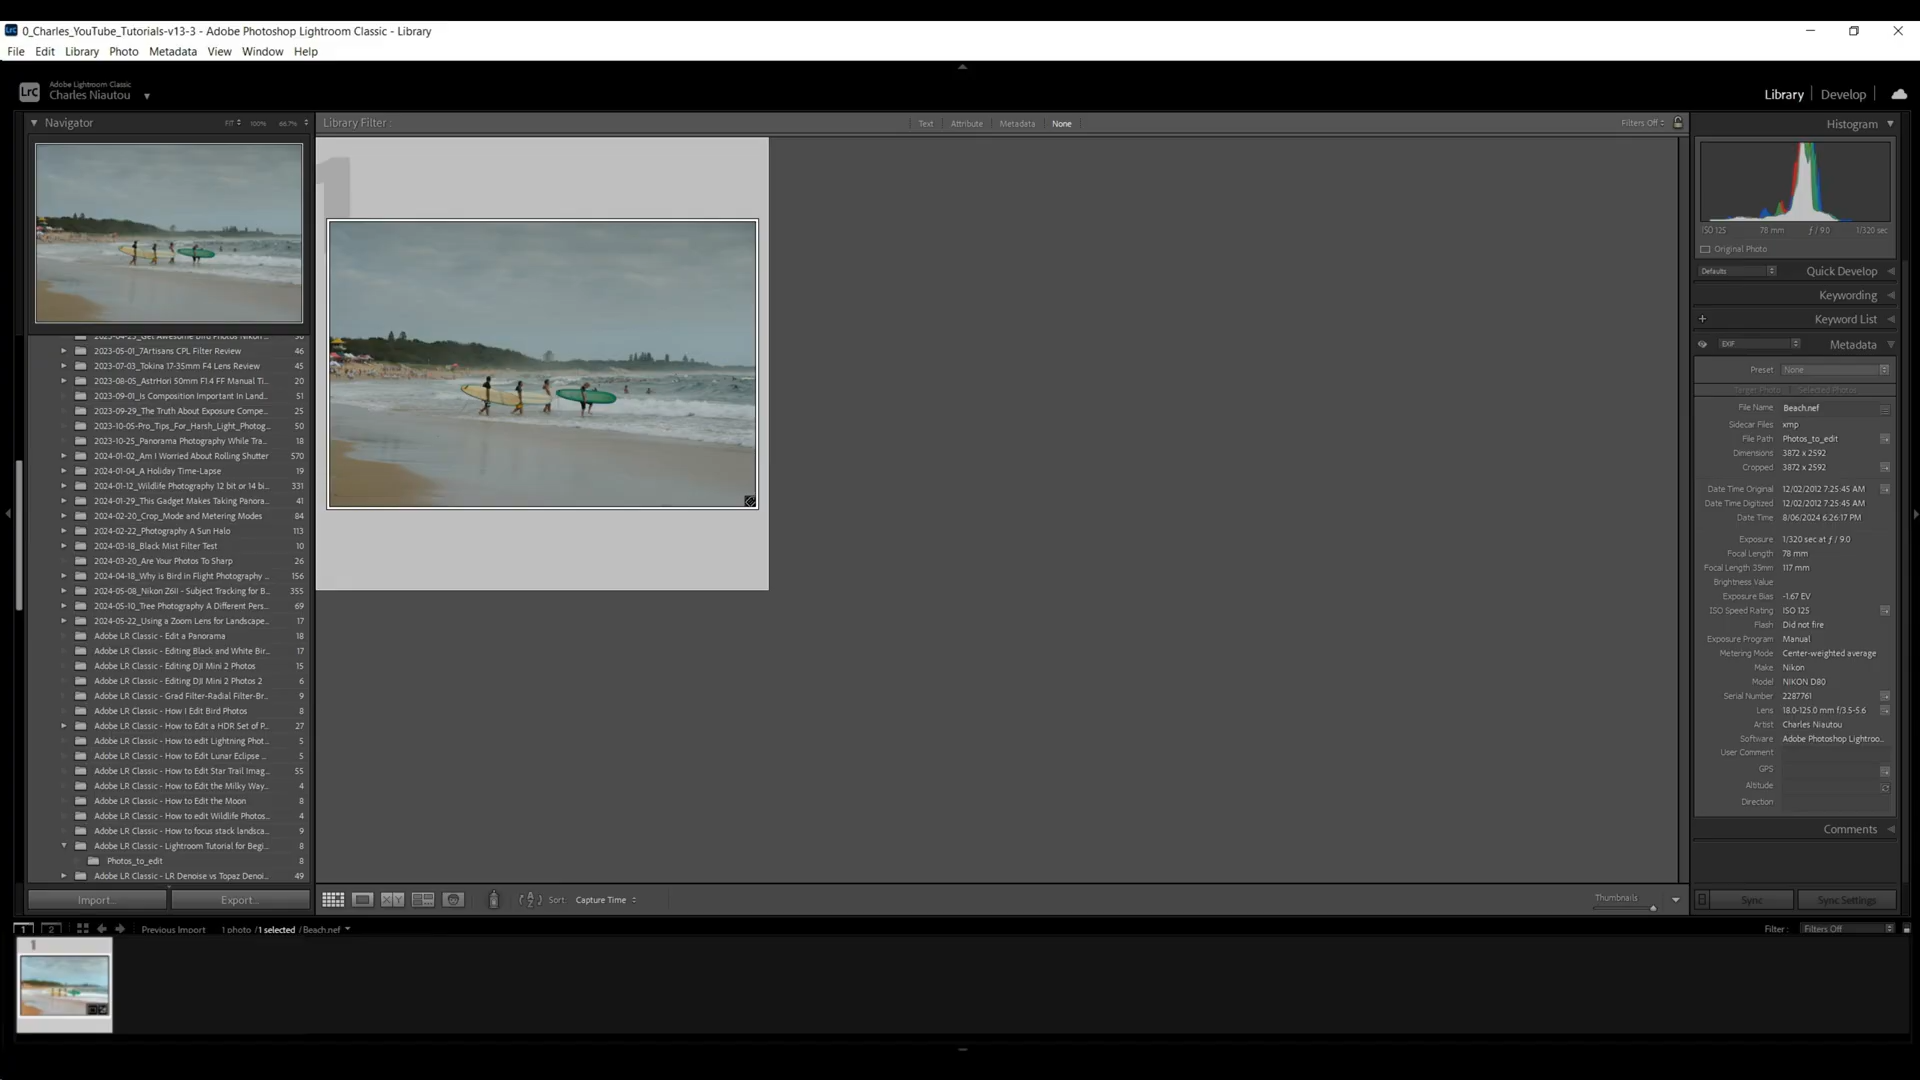 0_Charles_YouTube_Tutorials-v13-3 - Adobe Photoshop Lightroom Classic - Library
File Edit Library Photo Metadata View Window Help
LrC
Adobe Lightroom Classic
Charles Niautou
Library | Develop
Navigator FIT 100% 66.7%
Library Filter : Text Attribute Metadata None Filters Off
Histogram
ISO 125 78 mm ƒ / 9.0 1/320 sec
Original Photo
Defaults Quick Develop
Keywording
+ Keyword List
EXIF Metadata
Preset None
Target Photo Selected Photos
File Name Beach.nef
Sidecar Files xmp
File Path Photos_to_edit
Dimensions 3872 x 2592
Cropped 3872 x 2592
Date Time Original 12/02/2012 7:25:45 AM
Date Time Digitized 12/02/2012 7:25:45 AM
Date Time 8/06/2024 6:26:17 PM
Exposure 1/320 sec at ƒ / 9.0
Focal Length 78 mm
Focal Length 35mm 117 mm
Brightness Value
Exposure Bias -1.67 EV
ISO Speed Rating ISO 125
Flash Did not fire
Exposure Program Manual
Metering Mode Center-weighted average
Make Nikon
Model NIKON D80
Serial Number 2287761
Lens 18.0-125.0 mm f/3.5-5.6
Artist Charles Niautou
Software Adobe Photoshop Lightroo...
User Comment
GPS
Altitude
Direction
Comments
1
2023-04-23_Get Awesome Bird Photos Nikon ...
2023-05-01_7Artisans CPL Filter Review 46
2023-07-03_Tokina 17-35mm F4 Lens Review 45
2023-08-05_AstrHori 50mm F1.4 FF Manual Ti... 20
2023-09-01_Is Composition Important In Land... 51
2023-09-29_The Truth About Exposure Compe... 25
2023-10-05-Pro_Tips_For_Harsh_Light_Photog... 50
2023-10-25_Panorama Photography While Tra... 18
2024-01-02_Am I Worried About Rolling Shutter 570
2024-01-04_A Holiday Time-Lapse 19
2024-01-12_Wildlife Photography 12 bit or 14 bi... 331
2024-01-29_This Gadget Makes Taking Panora... 41
2024-02-20_Crop_Mode and Metering Modes 84
2024-02-22_Photography A Sun Halo 113
2024-03-18_Black Mist Filter Test 10
2024-03-20_Are Your Photos To Sharp 26
2024-04-18_Why is Bird in Flight Photography ... 156
2024-05-08_Nikon Z6II - Subject Tracking for B... 355
2024-05-10_Tree Photography A Different Pers... 69
2024-05-22_Using a Zoom Lens for Landscape... 17
Adobe LR Classic - Edit a Panorama 18
Adobe LR Classic - Editing Black and White Bir... 17
Adobe LR Classic - Editing DJI Mini 2 Photos 15
Adobe LR Classic - Editing DJI Mini 2 Photos 2 6
Adobe LR Classic - Grad Filter-Radial Filter-Br... 9
Adobe LR Classic - How I Edit Bird Photos 8
Adobe LR Classic - How to Edit a HDR Set of P... 27
Adobe LR Classic - How to edit Lightning Phot... 5
Adobe LR Classic - How to Edit Lunar Eclipse ... 5
Adobe LR Classic - How to Edit Star Trail Imag... 55
Adobe LR Classic - How to Edit the Milky Way... 4
Adobe LR Classic - How to Edit the Moon 8
Adobe LR Classic - How to edit Wildlife Photos... 4
Adobe LR Classic - How to focus stack landsca... 9
Adobe LR Classic - Lightroom Tutorial for Begi... 8
Photos_to_edit 8
Adobe LR Classic - LR Denoise vs Topaz Denoi... 49
Import... Export...
Sort: Capture Time
Thumbnails
Sync Sync Settings
1 2 Previous Import 1 photo / 1 selected / Beach.nef
Filter : Filters Off
1